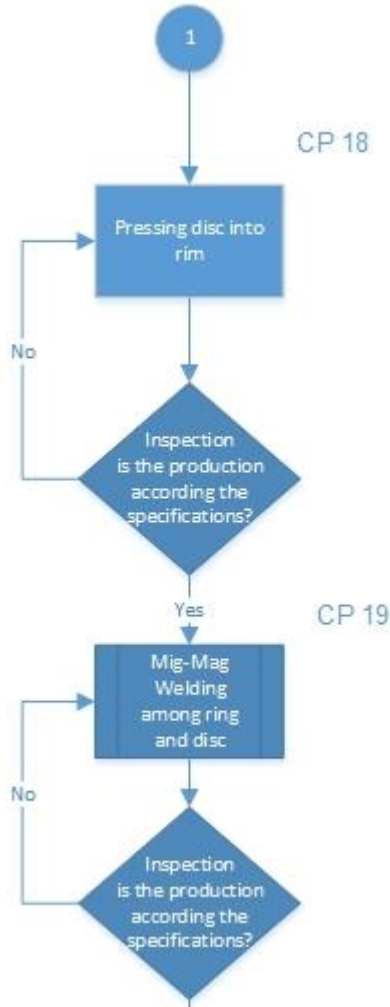 1
CP 18
Pressing disc into
rim
No
Inspection
is the production
according the
specifications?
Yes
CP 19
Mig-Mag
Welding
among ring
and disc
No
Inspection
is the production
according the
specifications?